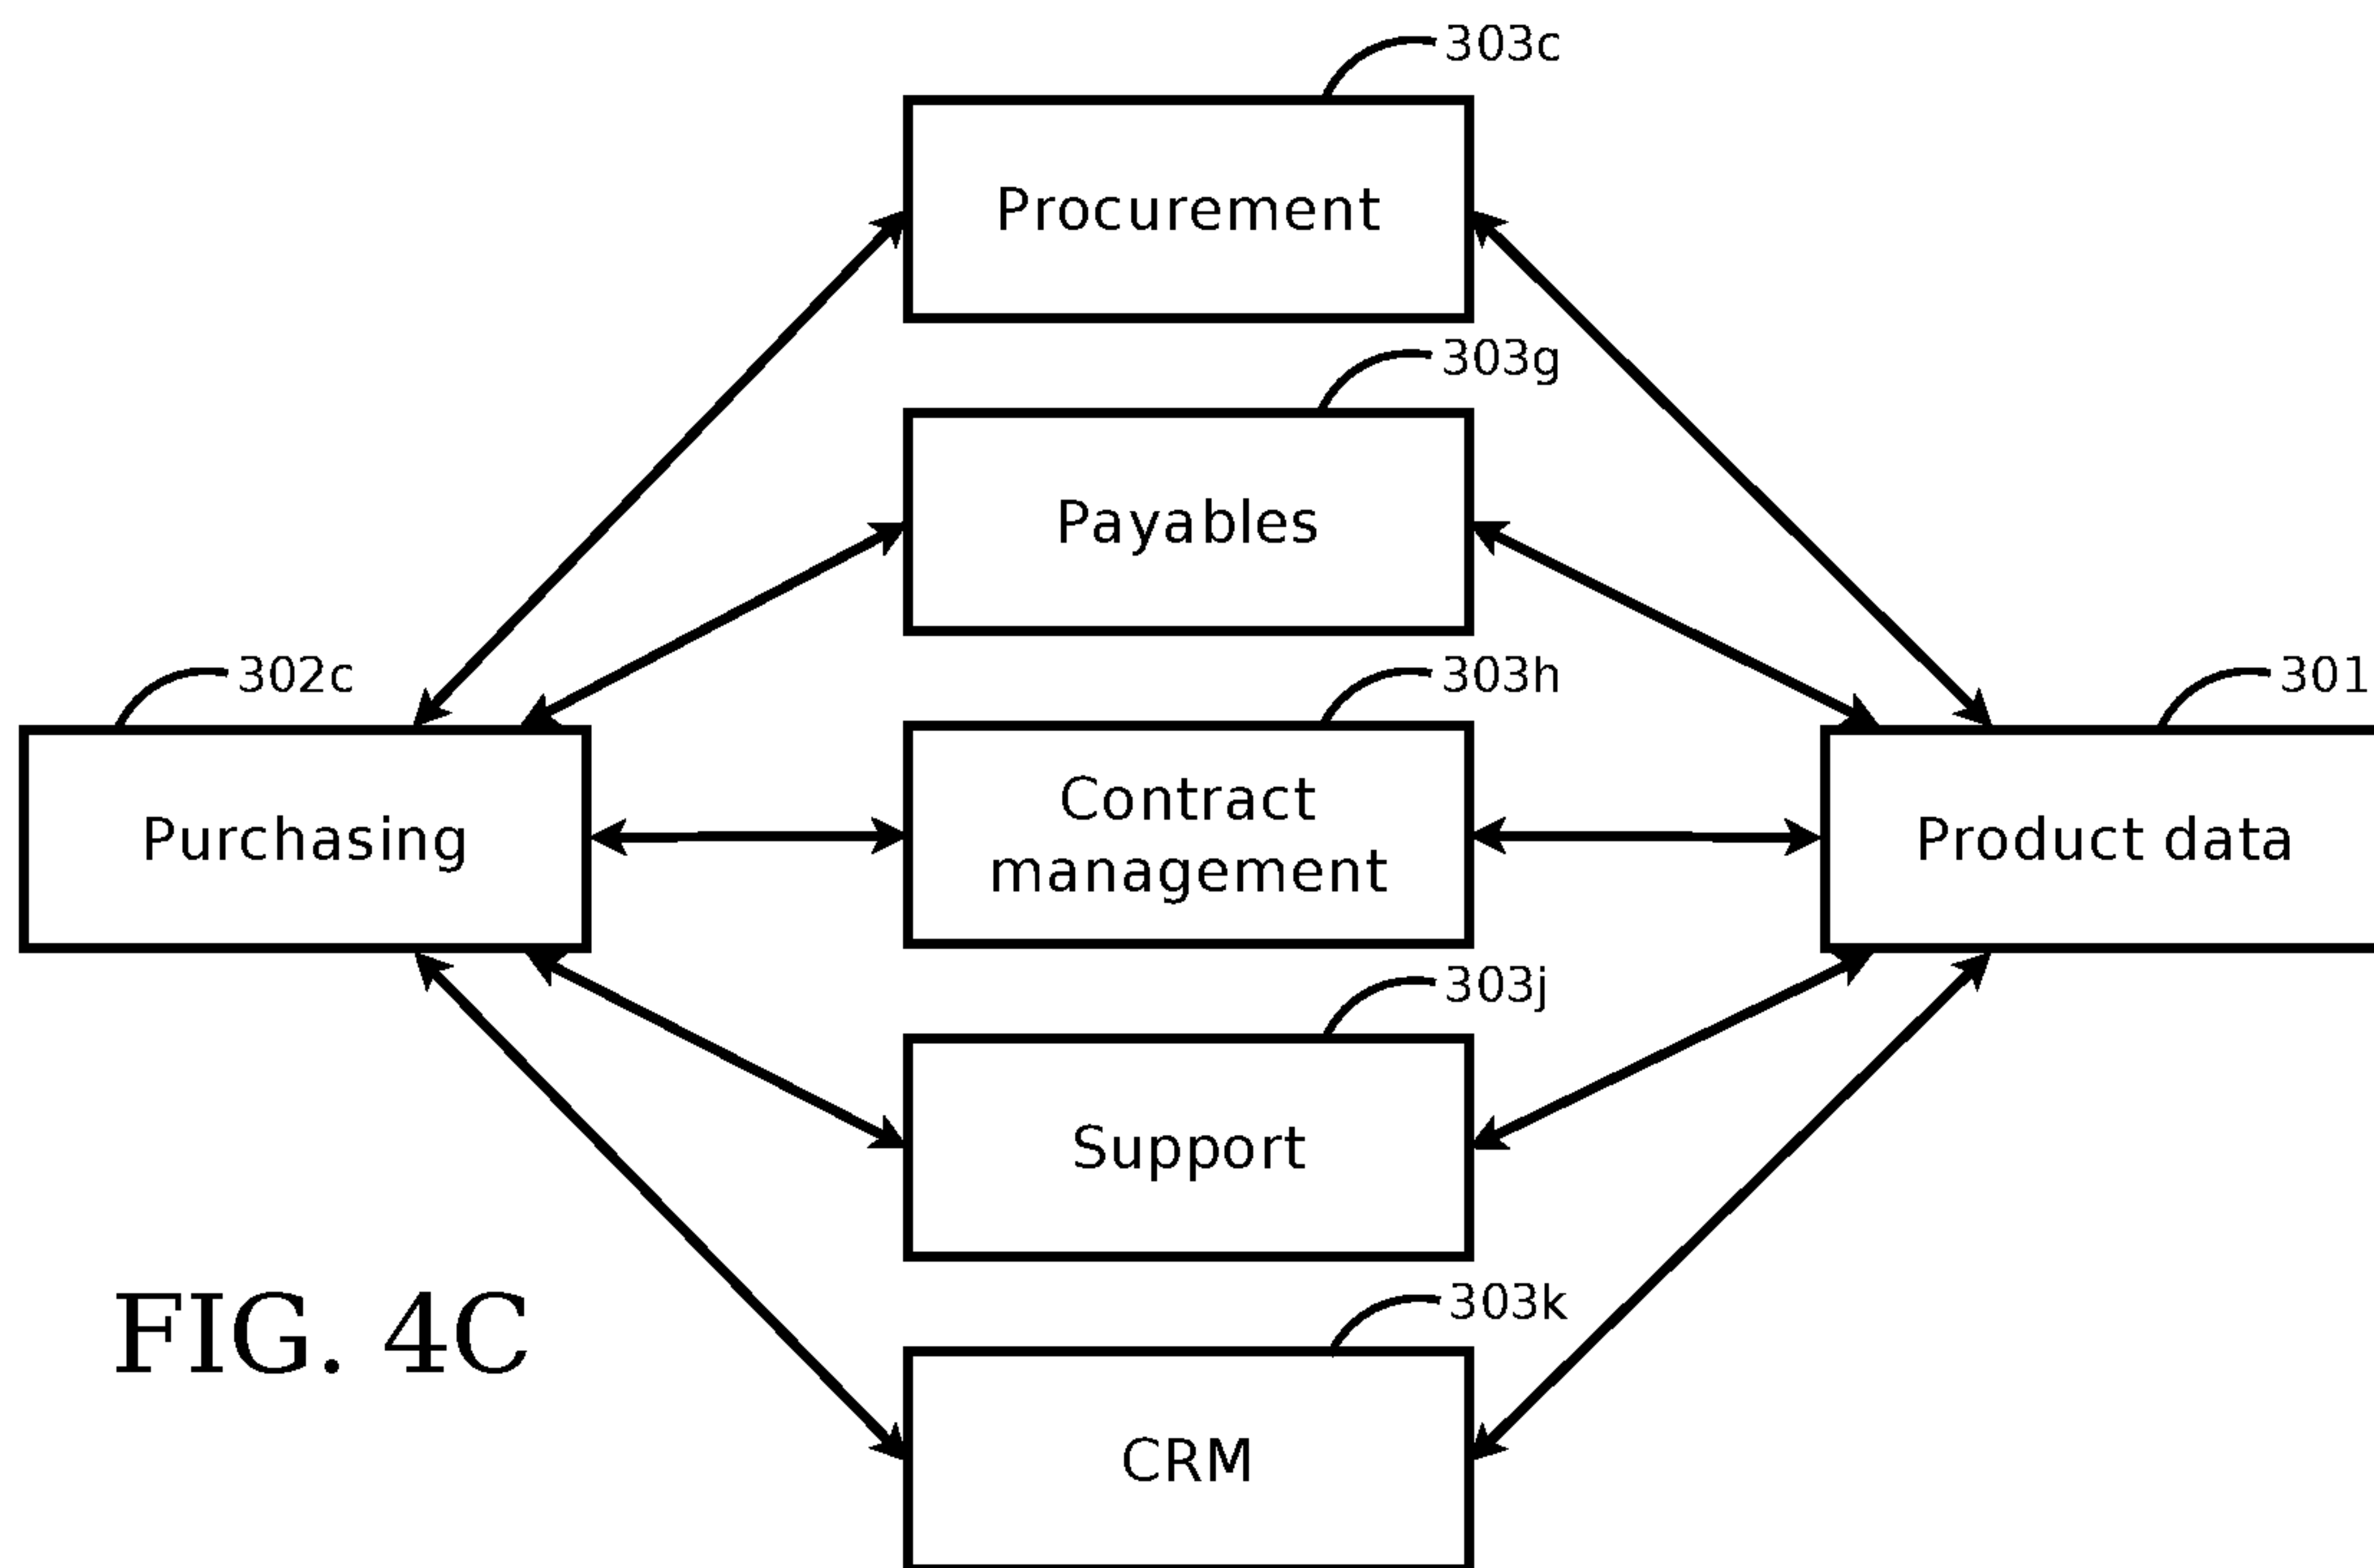 303c
Procurement
303g
Payables
302c
303h
301
Purchasing
Contract
management
Product data
303j
Support
303k
FIG. 4C
CRM